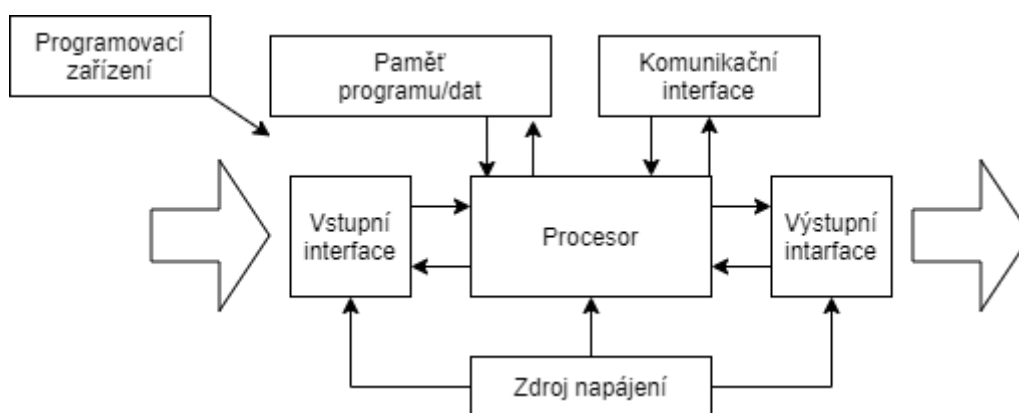 Programovací
zařízení
Paměť
programu/dat
Komunikační
interface
Vstupní
interface
Procesor
Výstupní
intarface
Zdroj napájení